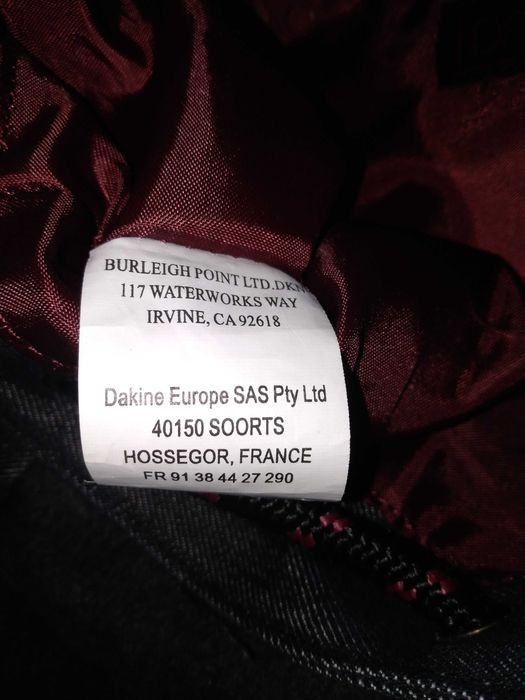 BURLEIGH POINT LTD.DKN
117 WATERWORKS WAY
IRVINE, CA 92618
Dakine Europe SAS Pty Ltd
40150 SOORTS
HOSSEGOR, FRANCE
FR 91 38 44 27 290